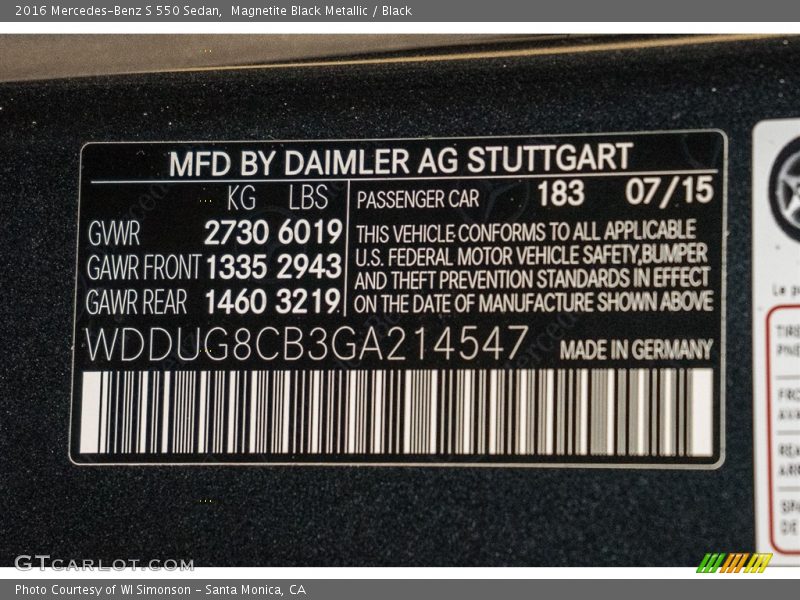 2016 Mercedes-Benz S 550 Sedan,  Magnetite Black Metallic / Black
MFD BY DAIMLER AG STUTTGART
KG LBS
GWWR 2730 6019
GAWR FRONT 1335 2943
GAWR REAR 1460 3219
PASSENGER CAR 183 07/15
THIS VEHICLE CONFORMS TO ALL APPLICABLE
U.S. FEDERAL MOTOR VEHICLE SAFETY,BUMPER
AND THEFT PREVENTION STANDARDS IN EFFECT
ON THE DATE OF MANUFACTURE SHOWN ABOVE
WDDUG8CB3GA214547
MADE IN GERMANY
Le
TIRE
GTCARLOT.COM
Photo Courtesy of WI Simonson - Santa Monica, CA